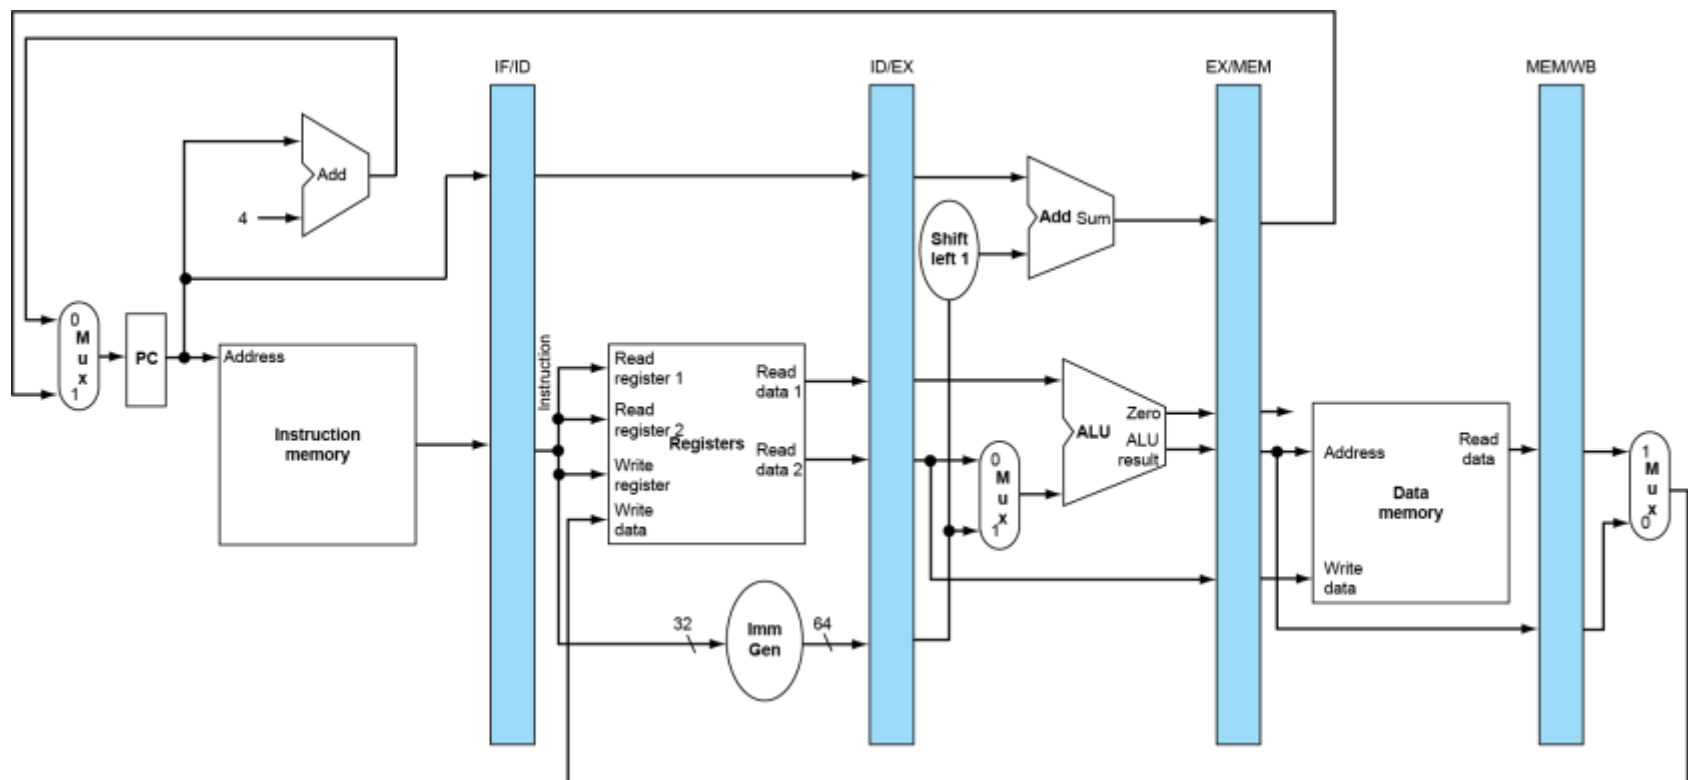 IF/ID
ID/EX
EX/MEM
MEM/WB
Add
4
Add Sum
Shift
left 1
0
M
u
x
1
PC
Address
Instruction
memory
Instruction
Read
register 1
Read
register 2
Registers
Write
register
Write
data
Read
data 1
Read
data 2
0
M
u
x
1
Zero
ALU
ALU
result
Address
Read
data
Data
memory
Write
data
1
M
u
x
0
32
Imm
Gen
64